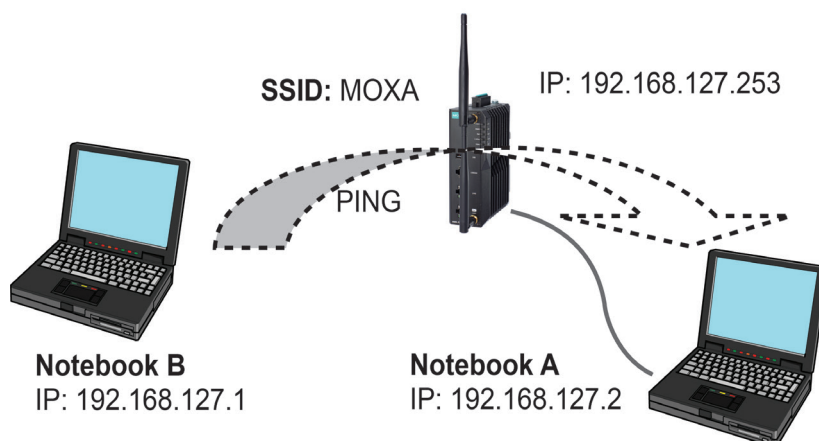 SSID: MOXA
IP: 192.168.127.253
PING
Notebook B
IP: 192.168.127.1
Notebook A
IP: 192.168.127.2